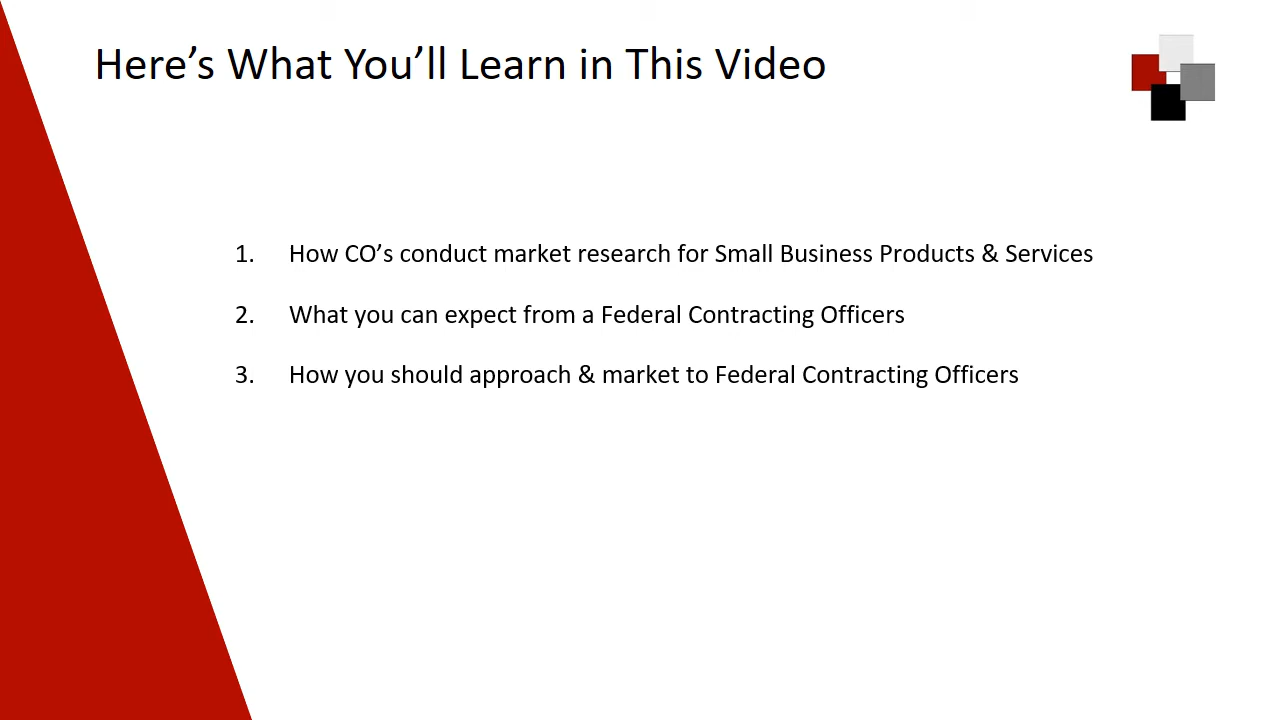 Here’s What You’ll Learn in This Video
1. How CO’s conduct market research for Small Business Products & Services
2. What you can expect from a Federal Contracting Officers
3. How you should approach & market to Federal Contracting Officers